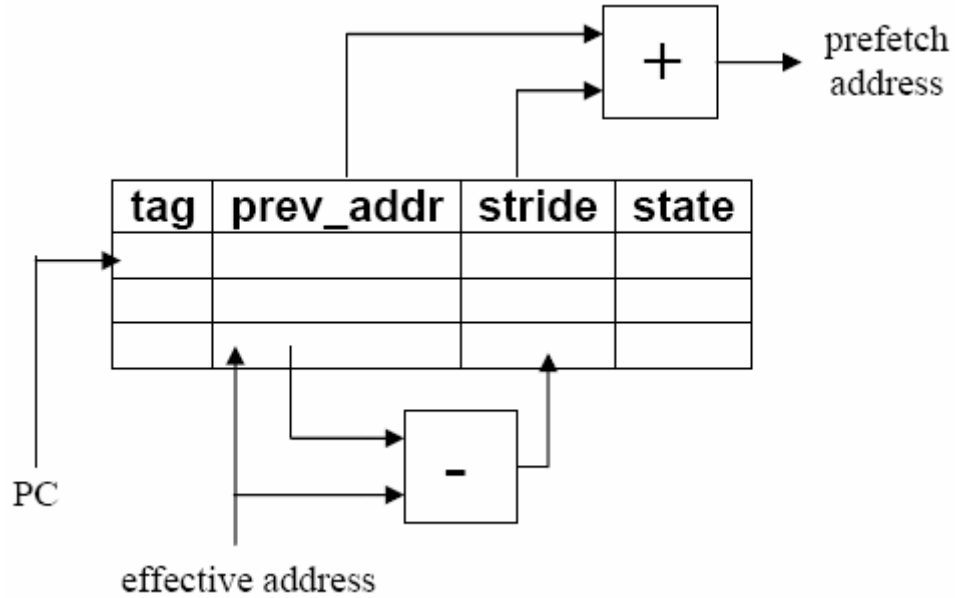 +
prefetch
address
tag prev_addr stride state
-
PC
effective address